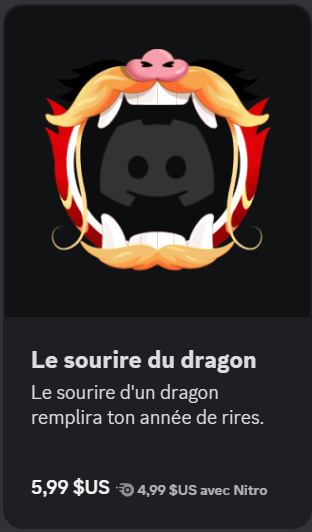 Le sourire du dragon
Le sourire d'un dragon
remplira ton année de rires.
5,99 $US 4,99 $US avec Nitro